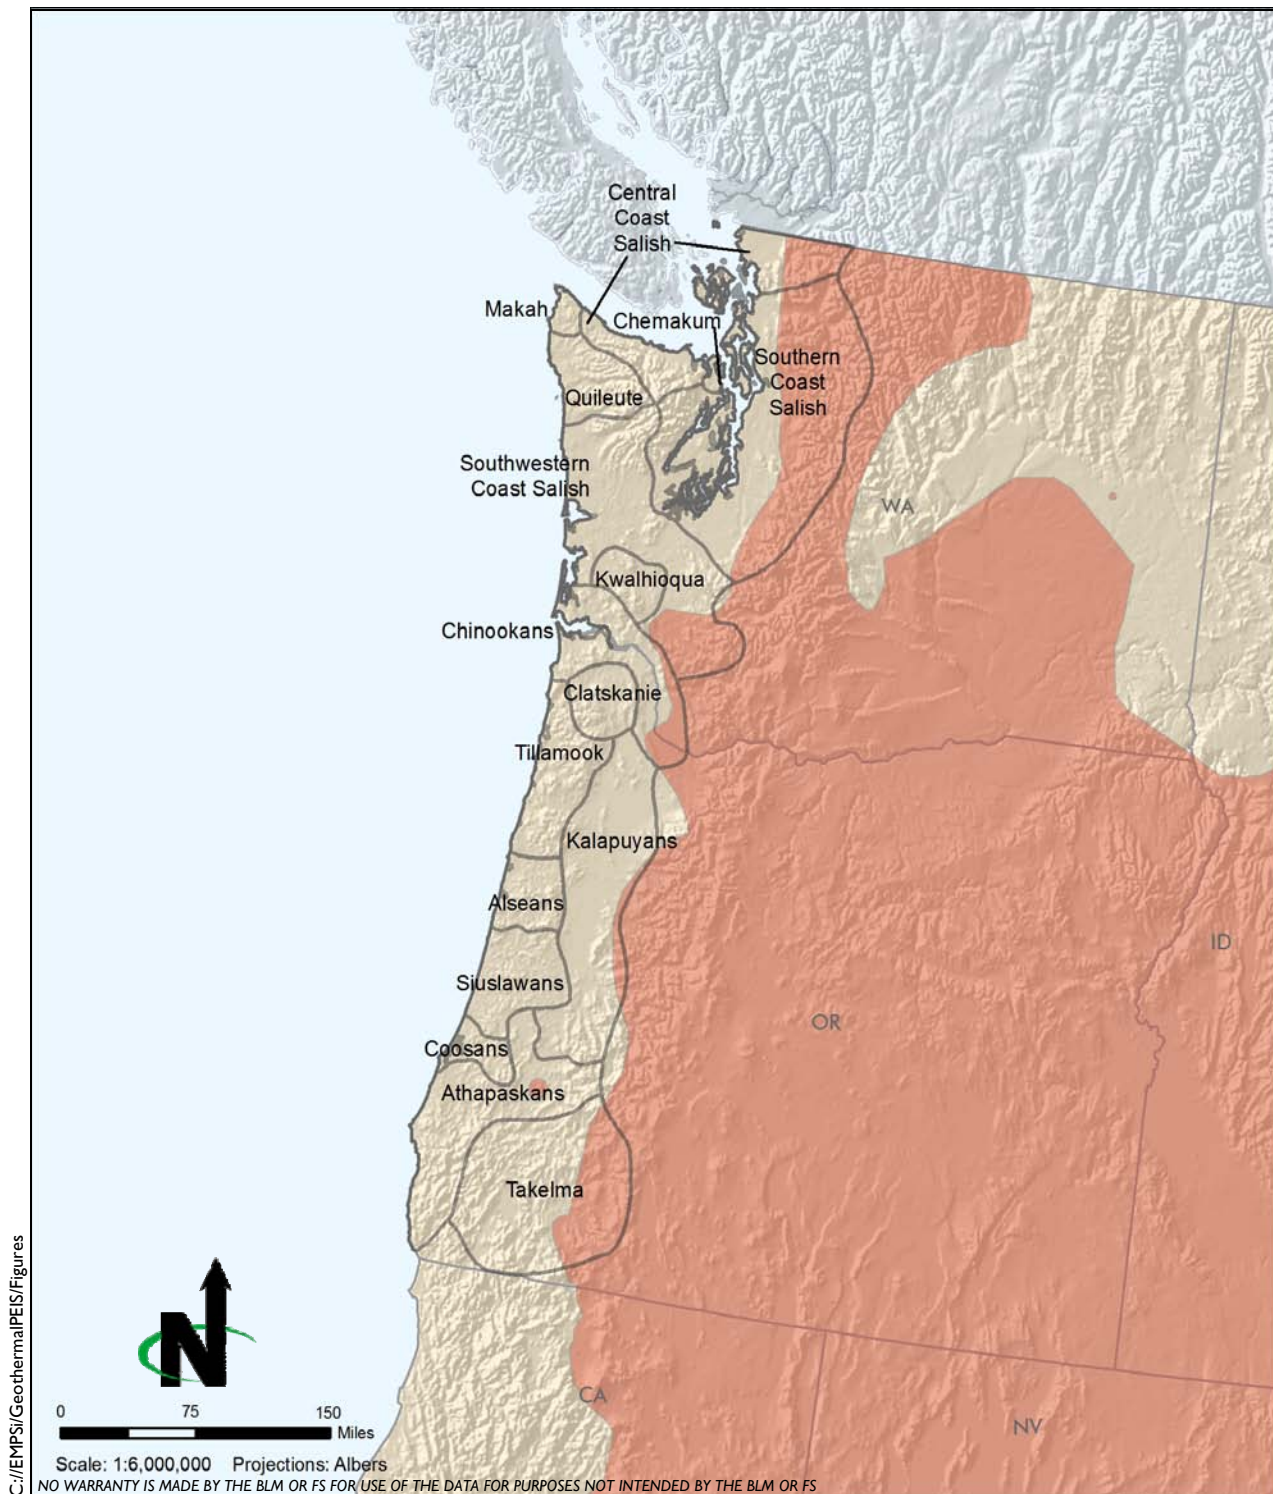 Central
Coast
Salish
Makah
Chemakum
Southern
Coast
Salish
Quileute
Southwestern
Coast Salish
WA
Kwalhioqua
Chinookans
Clatskanie
Tillamook
Kalapuyans
Alseans
ID
Siuslawans
OR
Coosans
Athapaskans
Takelma
N
CA
NV
0 75 150
Miles
Scale: 1:6,000,000 Projections: Albers
NO WARRANTY IS MADE BY THE BLM OR FS FOR USE OF THE DATA FOR PURPOSES NOT INTENDED BY THE BLM OR FS
C://EMPSi/GeothermalPEIS/Figures